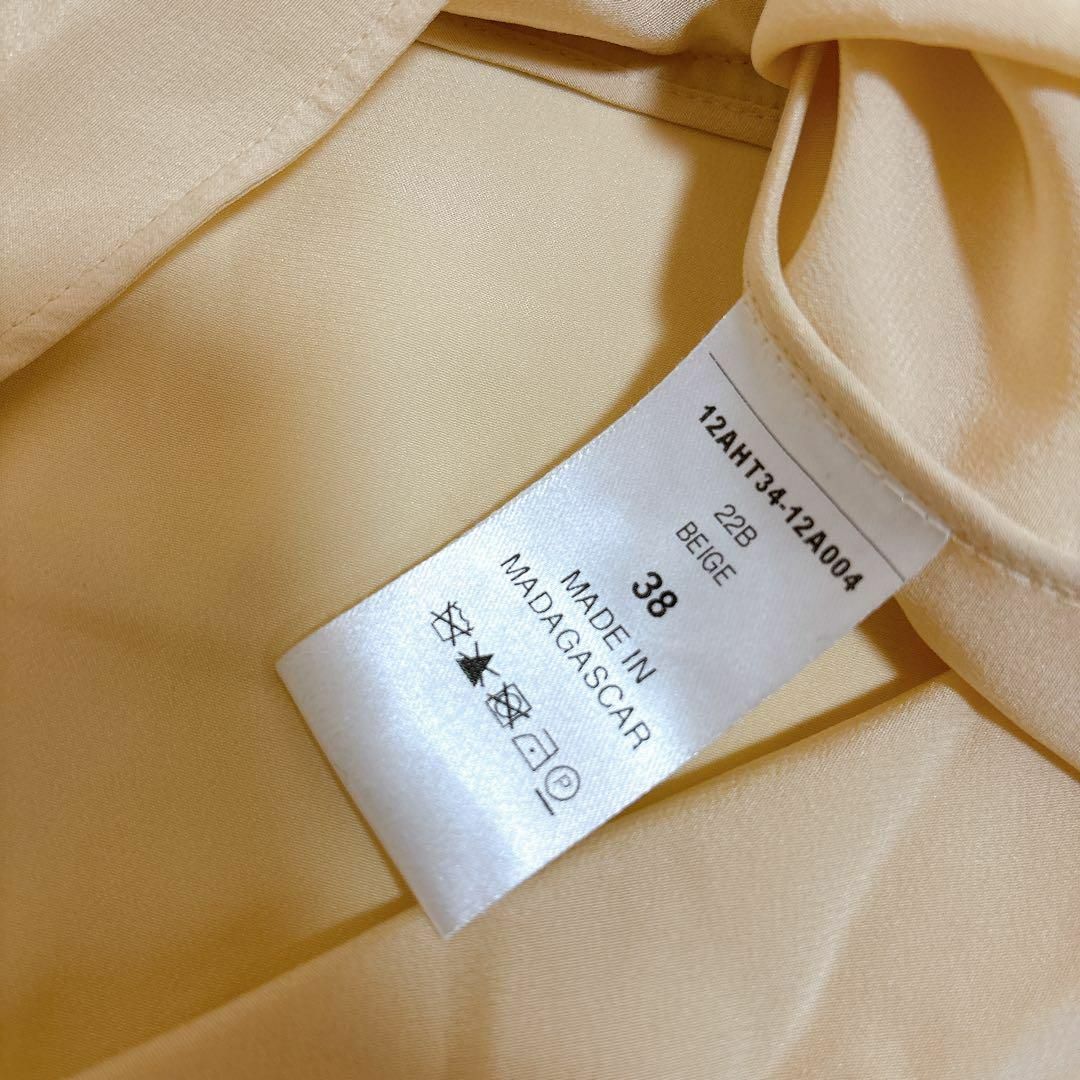 12AHT34-12A004
22B
BEIGE
38
MADE IN
MADAGASCAR
P